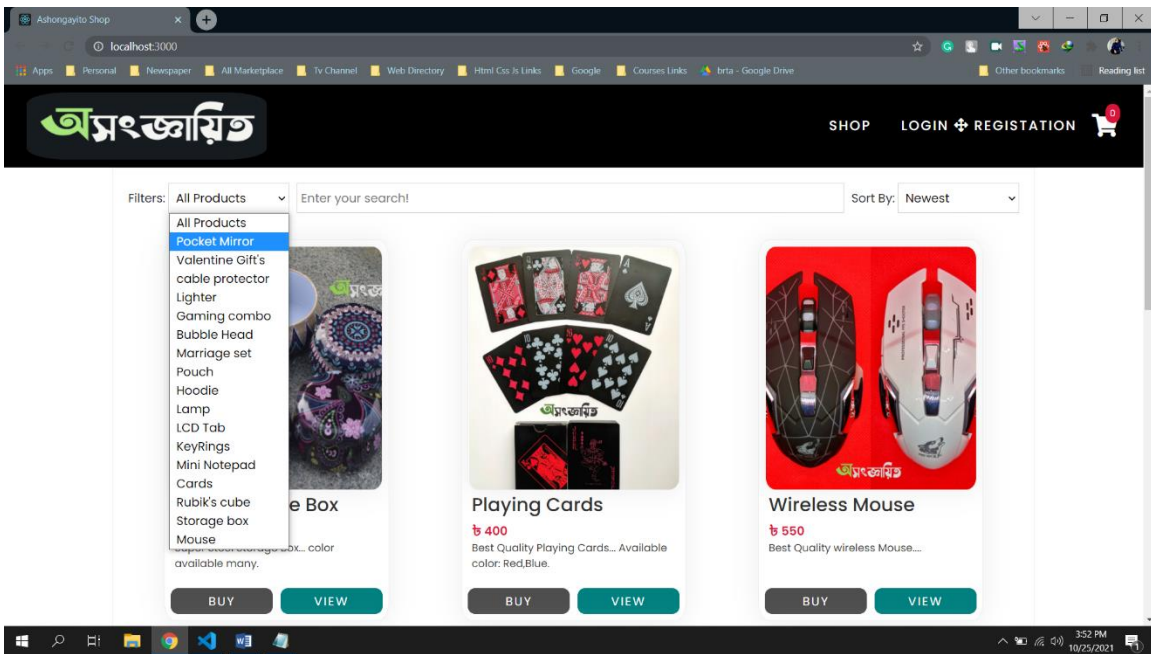 Ashongayito Shop
localhost:3000
Apps Personal Newspaper All Marketplace Tv Channel Web Directory Html Css Js Links Google Courses Links brta - Google Drive Other bookmarks Reading list
অসংজ্ঞায়িত
SHOP LOGIN REGISTATION 0
Filters: All Products Enter your search! Sort By: Newest
All Products
Pocket Mirror
Valentine Gift's
cable protector
Lighter
Gaming combo
Bubble Head
Marriage set
Pouch
Hoodie
Lamp
LCD Tab
KeyRings
Mini Notepad
Cards
Rubik's cube
Storage box
Mouse
অসংজ্ঞায়িত
অসংজ্ঞায়িত
e Box Playing Cards Wireless Mouse
৳ 400 ৳ 550
box... color Best Quality Playing Cards... Available Best Quality wireless Mouse....
available many. color: Red,Blue.
BUY VIEW BUY VIEW BUY VIEW
3:52 PM
10/25/2021